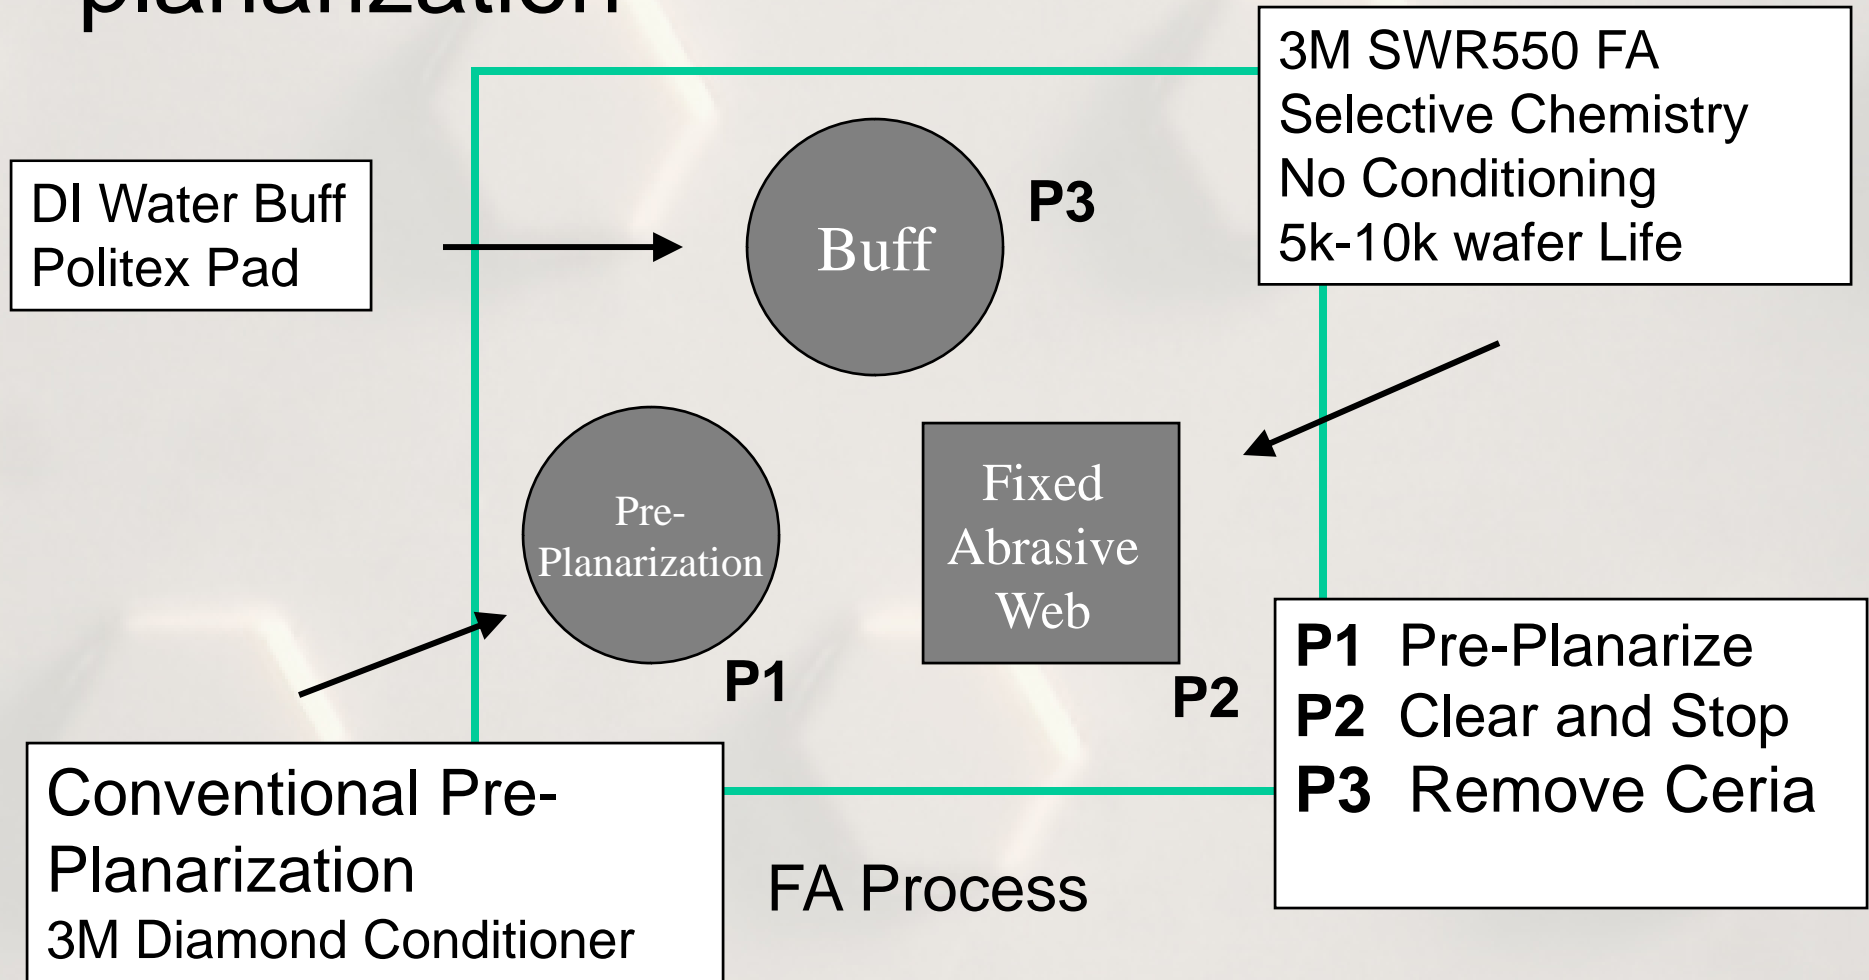 planarization
3M SWR550 FA
Selective Chemistry
No Conditioning
5k-10k wafer Life
DI Water Buff
Politex Pad
Buff
P3
Pre-
Planarization
P1
Fixed
Abrasive
Web
P2
P1 Pre-Planarize
P2 Clear and Stop
P3 Remove Ceria
Conventional Pre-
Planarization
3M Diamond Conditioner
FA Process